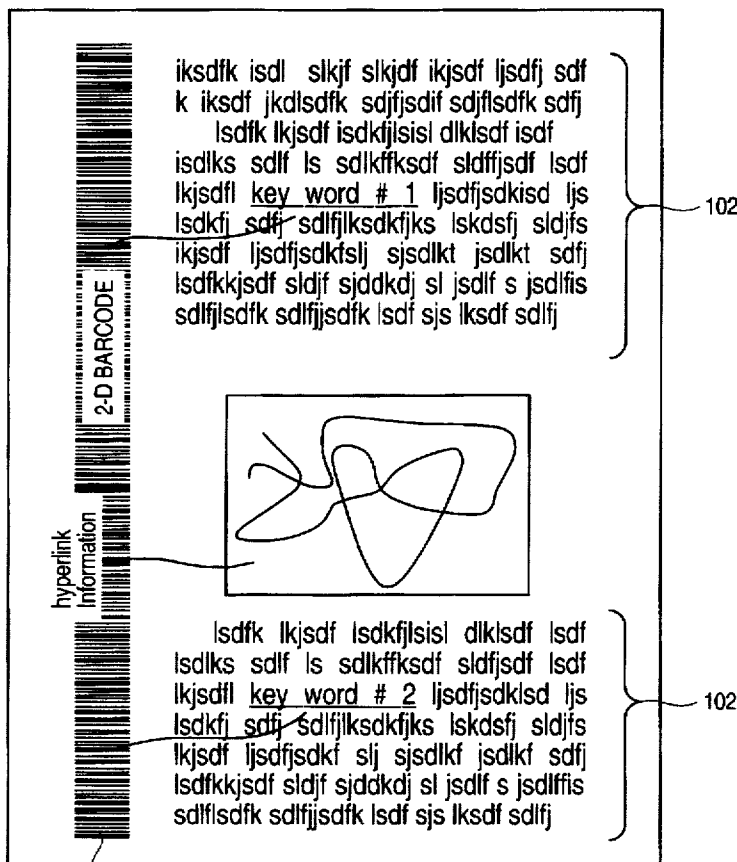 iksdfk isdl slkjf slkjdf ikjsdf ljsdfj sdf
k iksdf jkdlsdfk sdjfjsdif sdjflsdfk sdfj
lsdfk lkjsdf isdkfjlsisl dlklsdf isdf
isdlks sdlf ls sdlkffksdf sldffjsdf lsdf
lkjsdfl key word # 1 ljsdfjsdkisd ljs
lsdkfj sdfj sdlfjlksdkfjks lskdsfj sldjfs
ikjsdf ljsdfjsdkfslj sjsdlkt jsdlkt sdfj
lsdfkkjsdf sldjf sjddkdj sl jsdlf s jsdlfis
sdlfjlsdfk sdlfjjsdfk lsdf sjs lksdf sdlfj
102
2-D BARCODE
hyperlink
Information
lsdfk lkjsdf lsdkfjlsisl dlklsdf lsdf
lsdlks sdlf ls sdlkffksdf sldfjsdf lsdf
lkjsdfl key word # 2 ljsdfjsdklsd ljs
lsdkfj sdfj sdlfjlksdkfjks lskdsfj sldjfs
lkjsdf ljsdfjsdkf slj sjsdlkf jsdlkf sdfj
lsdfkkjsdf sldjf sjddkdj sl jsdlf s jsdlffis
sdlflsdfk sdlfjjsdfk lsdf sjs lksdf sdlfj
102